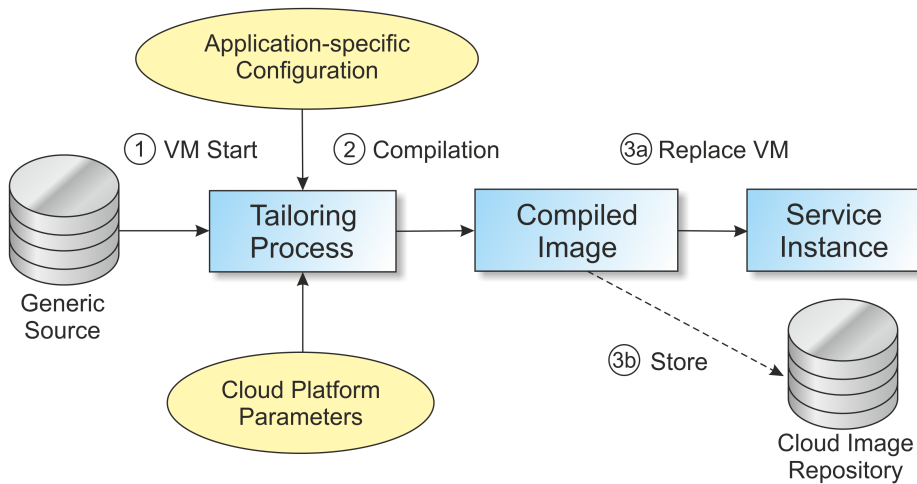 Application-specific
Configuration
1 VM Start
2 Compilation
3a Replace VM
Tailoring
Process
Compiled
Image
Service
Instance
Generic
Source
3b Store
Cloud Platform
Parameters
Cloud Image
Repository